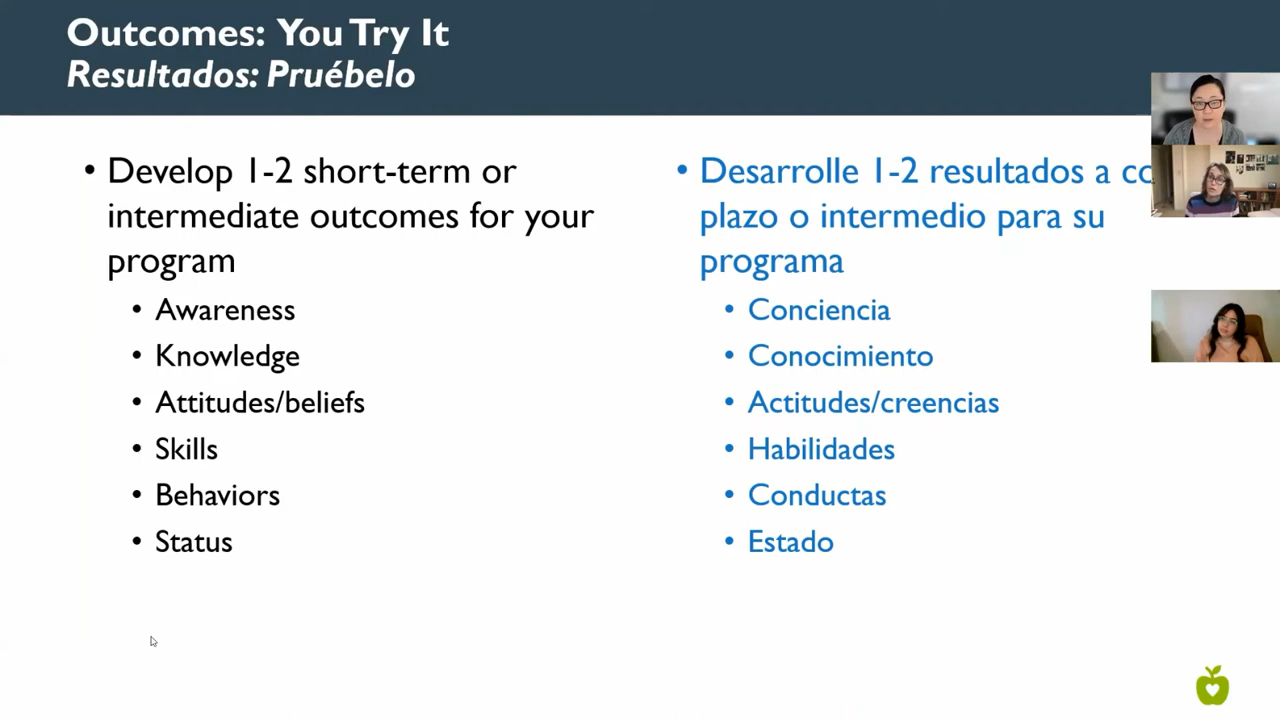 Outcomes: You Try It
Resultados: Pruébelo
• Develop 1-2 short-term or
intermediate outcomes for your
program
• Awareness
• Knowledge
• Attitudes/beliefs
• Skills
• Behaviors
• Status
• Desarrolle 1-2 resultados a
plazo o intermedio para su
programa
• Conciencia
• Conocimiento
• Actitudes/creencias
• Habilidades
• Conductas
• Estado